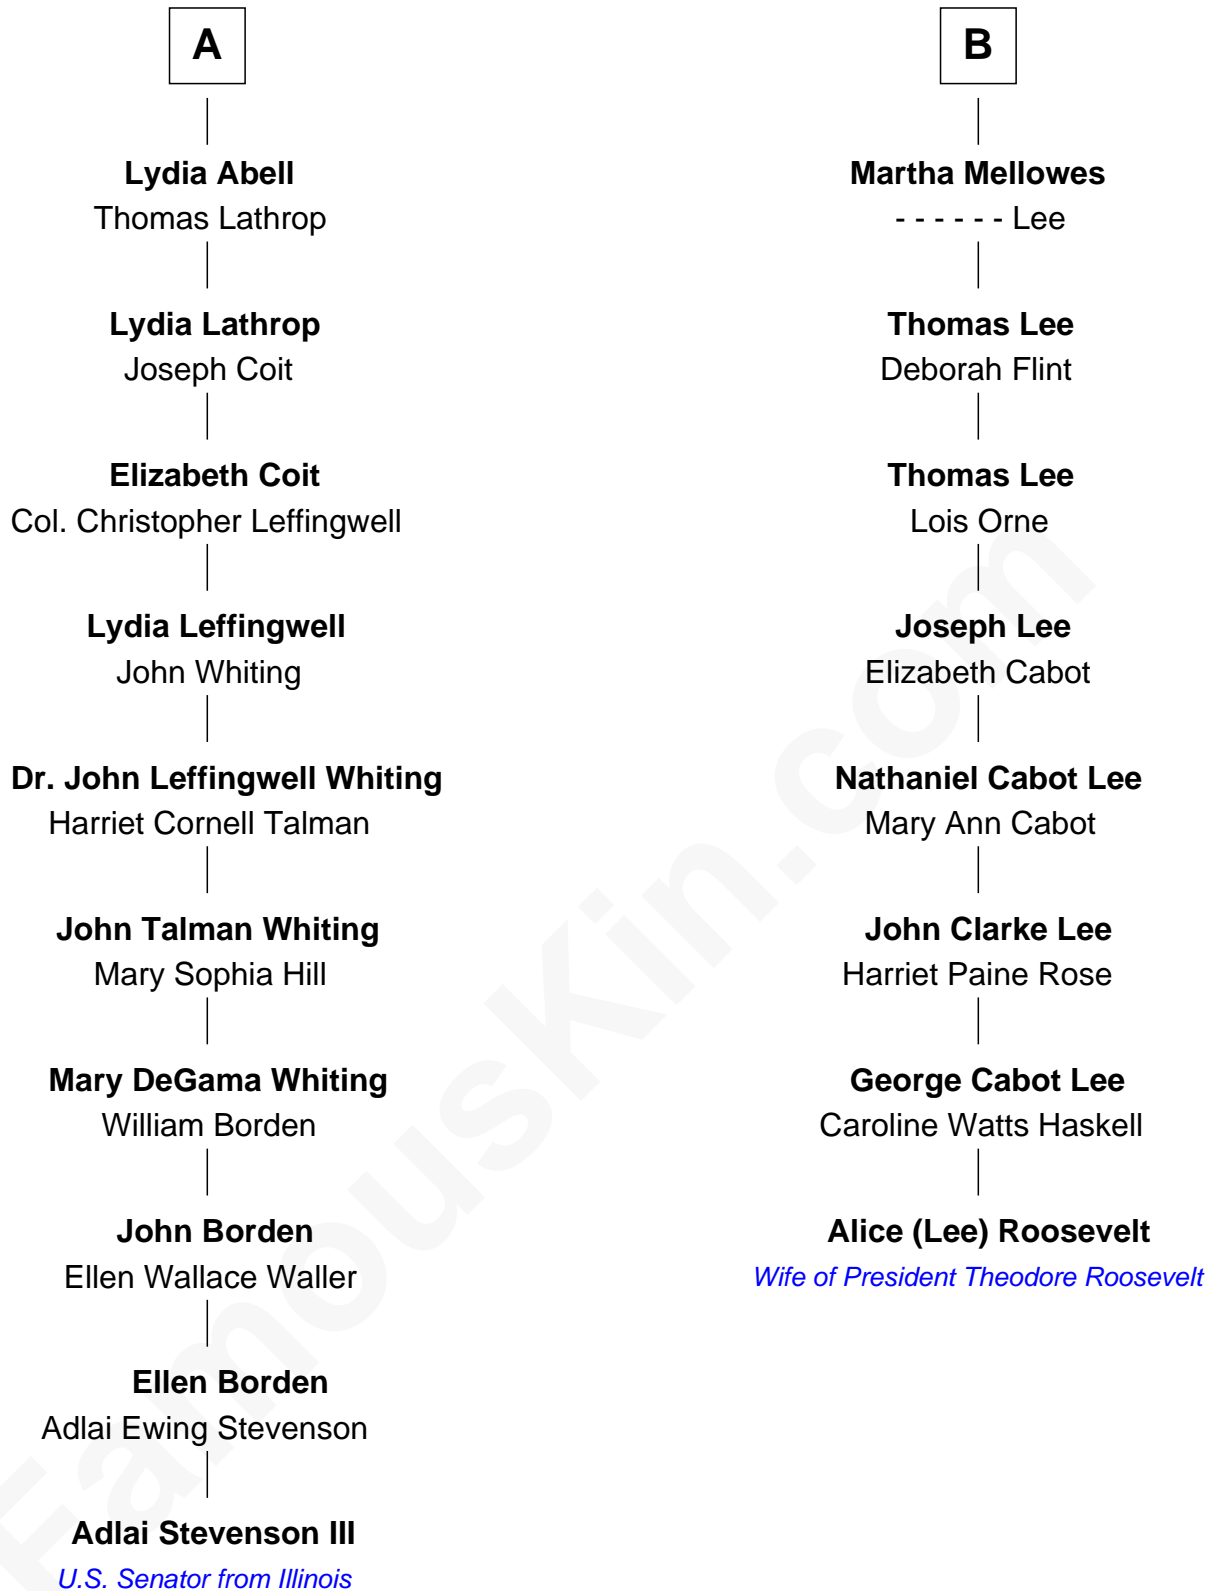 A
Lydia Abell
Thomas Lathrop
Lydia Lathrop
Joseph Coit
Elizabeth Coit
Col. Christopher Leffingwell
Lydia Leffingwell
John Whiting
Dr. John Leffingwell Whiting
Harriet Cornell Talman
John Talman Whiting
Mary Sophia Hill
Mary DeGama Whiting
William Borden
John Borden
Ellen Wallace Waller
Ellen Borden
Adlai Ewing Stevenson
Adlai Stevenson III
U.S. Senator from Illinois
B
Martha Mellowes
- - - - - - Lee
Thomas Lee
Deborah Flint
Thomas Lee
Lois Orne
Joseph Lee
Elizabeth Cabot
Nathaniel Cabot Lee
Mary Ann Cabot
John Clarke Lee
Harriet Paine Rose
George Cabot Lee
Caroline Watts Haskell
Alice (Lee) Roosevelt
Wife of President Theodore Roosevelt
FamousKin.com